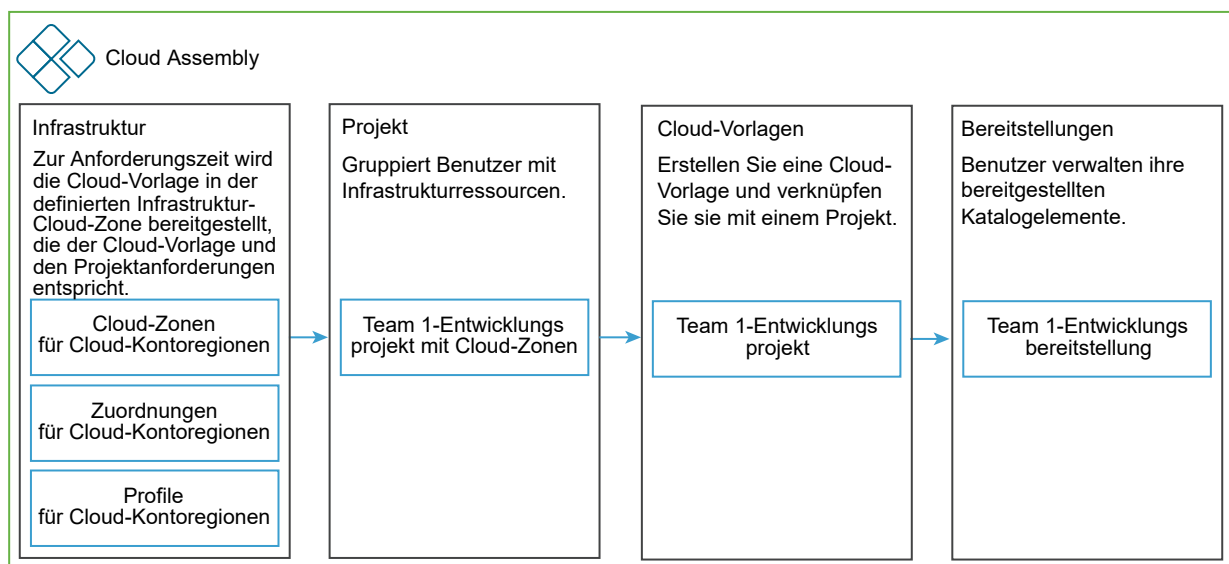 Cloud Assembly
Infrastruktur
Zur Anforderungszeit wird
die Cloud-Vorlage in der
definierten Infrastruktur-
Cloud-Zone bereitgestellt,
die der Cloud-Vorlage und
den Projektanforderungen
entspricht.
Cloud-Zonen
für Cloud-Kontoregionen
Zuordnungen
für Cloud-Kontoregionen
Profile
für Cloud-Kontoregionen
Projekt
Gruppiert Benutzer mit
Infrastrukturressourcen.
Team 1-Entwicklungs
projekt mit Cloud-Zonen
Cloud-Vorlagen
Erstellen Sie eine Cloud-
Vorlage und verknüpfen
Sie sie mit einem Projekt.
Team 1-Entwicklungs
projekt
Bereitstellungen
Benutzer verwalten ihre
bereitgestellten
Katalogelemente.
Team 1-Entwicklungs
bereitstellung